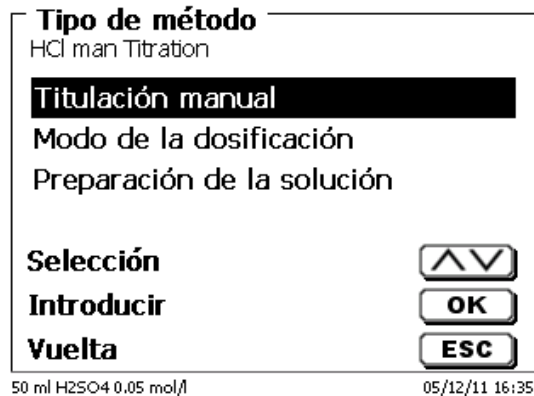 Tipo de método
HCl man Titration
Titulación manual
Modo de la dosificación
Preparación de la solución
Selección
Introducir OK
Vuelta ESC
50 ml H2SO4 0.05 mol/l 05/12/11 16:35